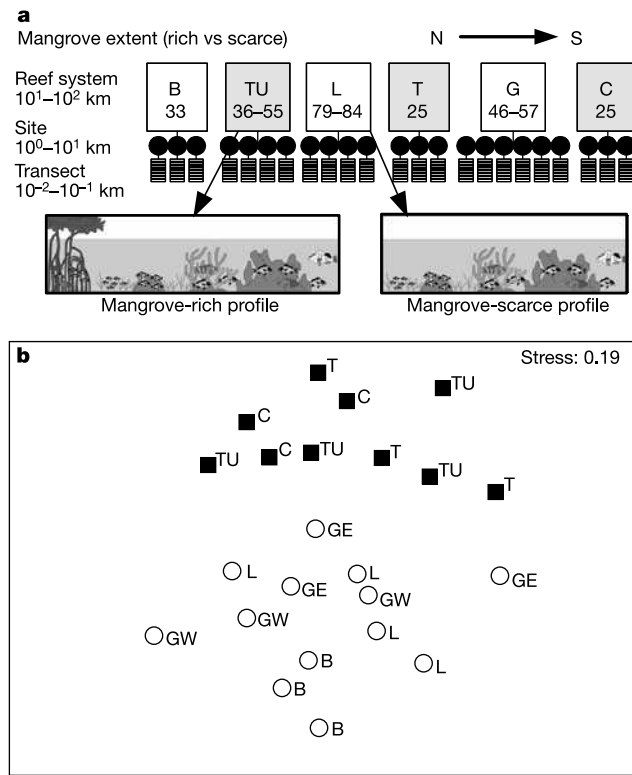 a
Mangrove extent (rich vs scarce) N S
Reef system
10¹–10² km
B TU L T G C
33 36–55 79–84 25 46–57 25
Site
10⁰–10¹ km
Transect
10⁻²–10⁻¹ km
Mangrove-rich profile Mangrove-scarce profile
b Stress: 0.19
T
TU
C
C
TU
C
TU
T
TU
T
GE
L
L
GE
GE
GW
GW
L
GW
B
L
B
B